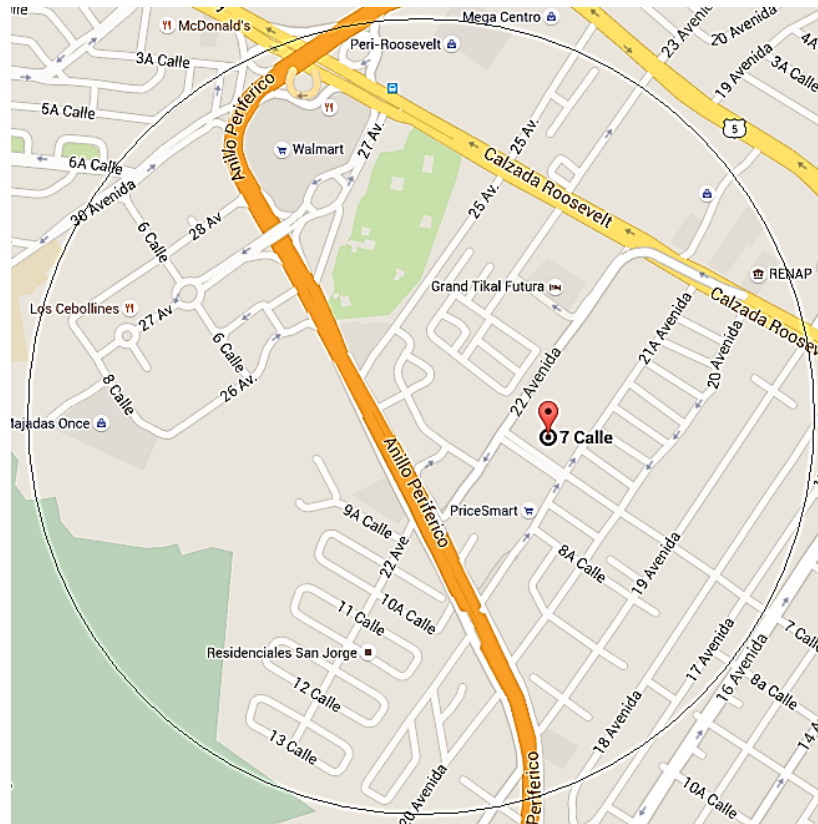 McDonald's
Mega Centro
Peri-Roosevelt
23 Avenida
20 Avenida
19 Avenida
3A Calle
3A Calle
5A Calle
5
6A Calle
Anillo Periferico
Walmart
27 Av.
25 Av.
25 Av.
Calzada Roosevelt
30 Avenida
6 Calle
28 Av
RENAP
Grand Tikal Futura
Calzada Roosev
Los Cebollines
27 Av
6 Calle
21A Avenida
20 Avenida
22 Avenida
8 Calle
26 Av.
Majadas Once
7 Calle
Anillo Periferico
PriceSmart
9A Calle
22 Ave
8A Calle
19 Avenida
10A Calle
11 Calle
7 Calle
Residenciales San Jorge
17 Avenida
16 Avenida
8a Calle
12 Calle
18 Avenida
14 A
13 Calle
20 Avenida
Periferico
10A Calle